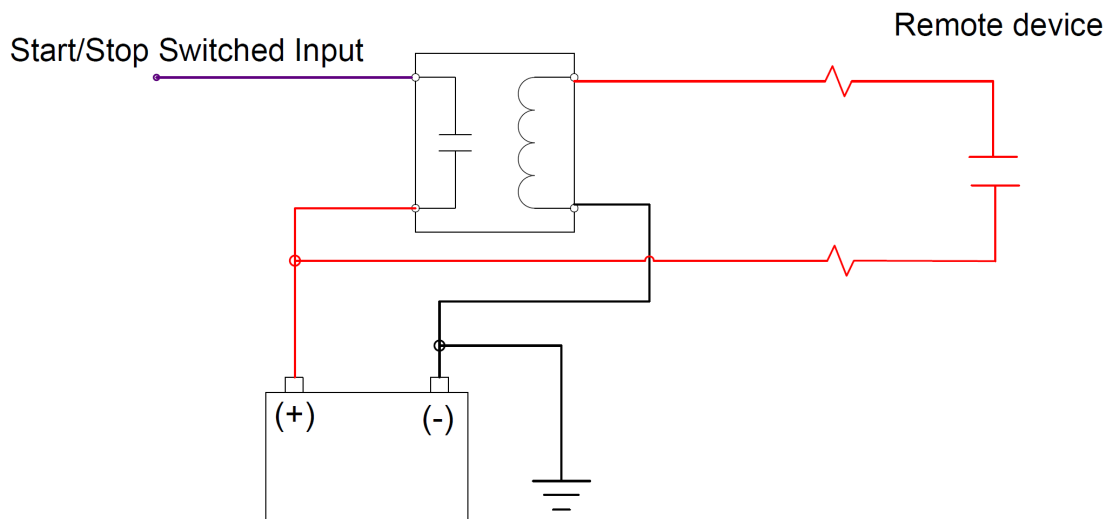 Remote device
Start/Stop Switched Input
(+)
(-)